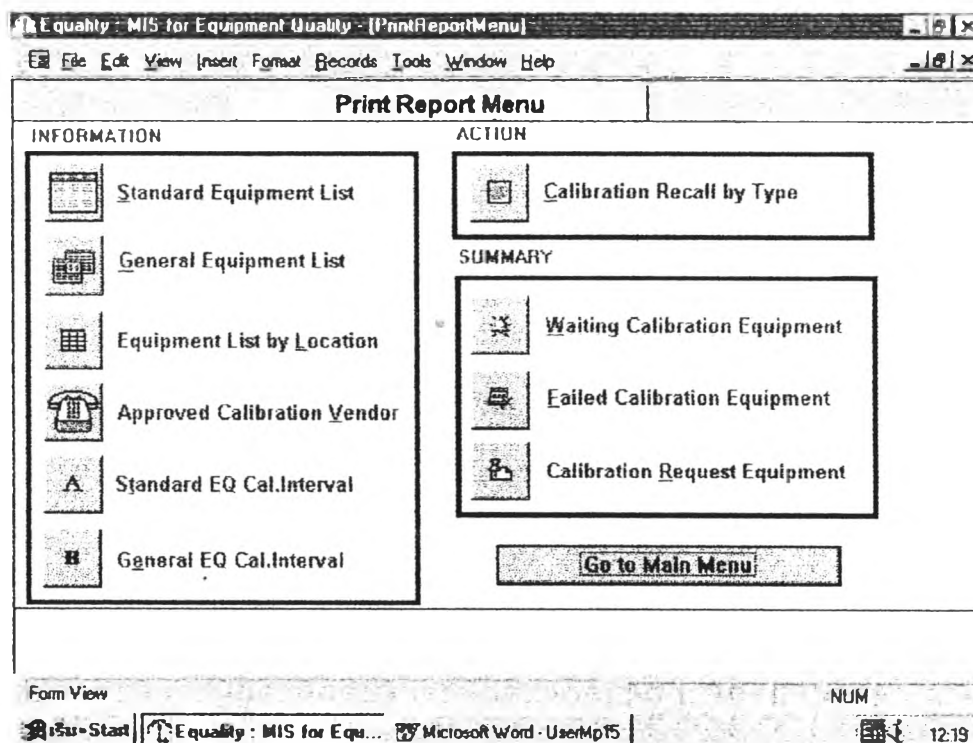 Equality : MIS for Equipment Quality - [PrintReportMenu]
File Edit View Insert Format Records Tools Window Help
Print Report Menu
INFORMATION
Standard Equipment List
General Equipment List
Equipment List by Location
Approved Calibration Vendor
A Standard EQ Cal.Interval
B General EQ Cal.Interval
ACTION
Calibration Recall by Type
SUMMARY
Waiting Calibration Equipment
Failed Calibration Equipment
Calibration Request Equipment
Go to Main Menu
Form View NUM
เริ่ม-Start Equality : MIS for Equ... Microsoft Word - UserMp15 12:19